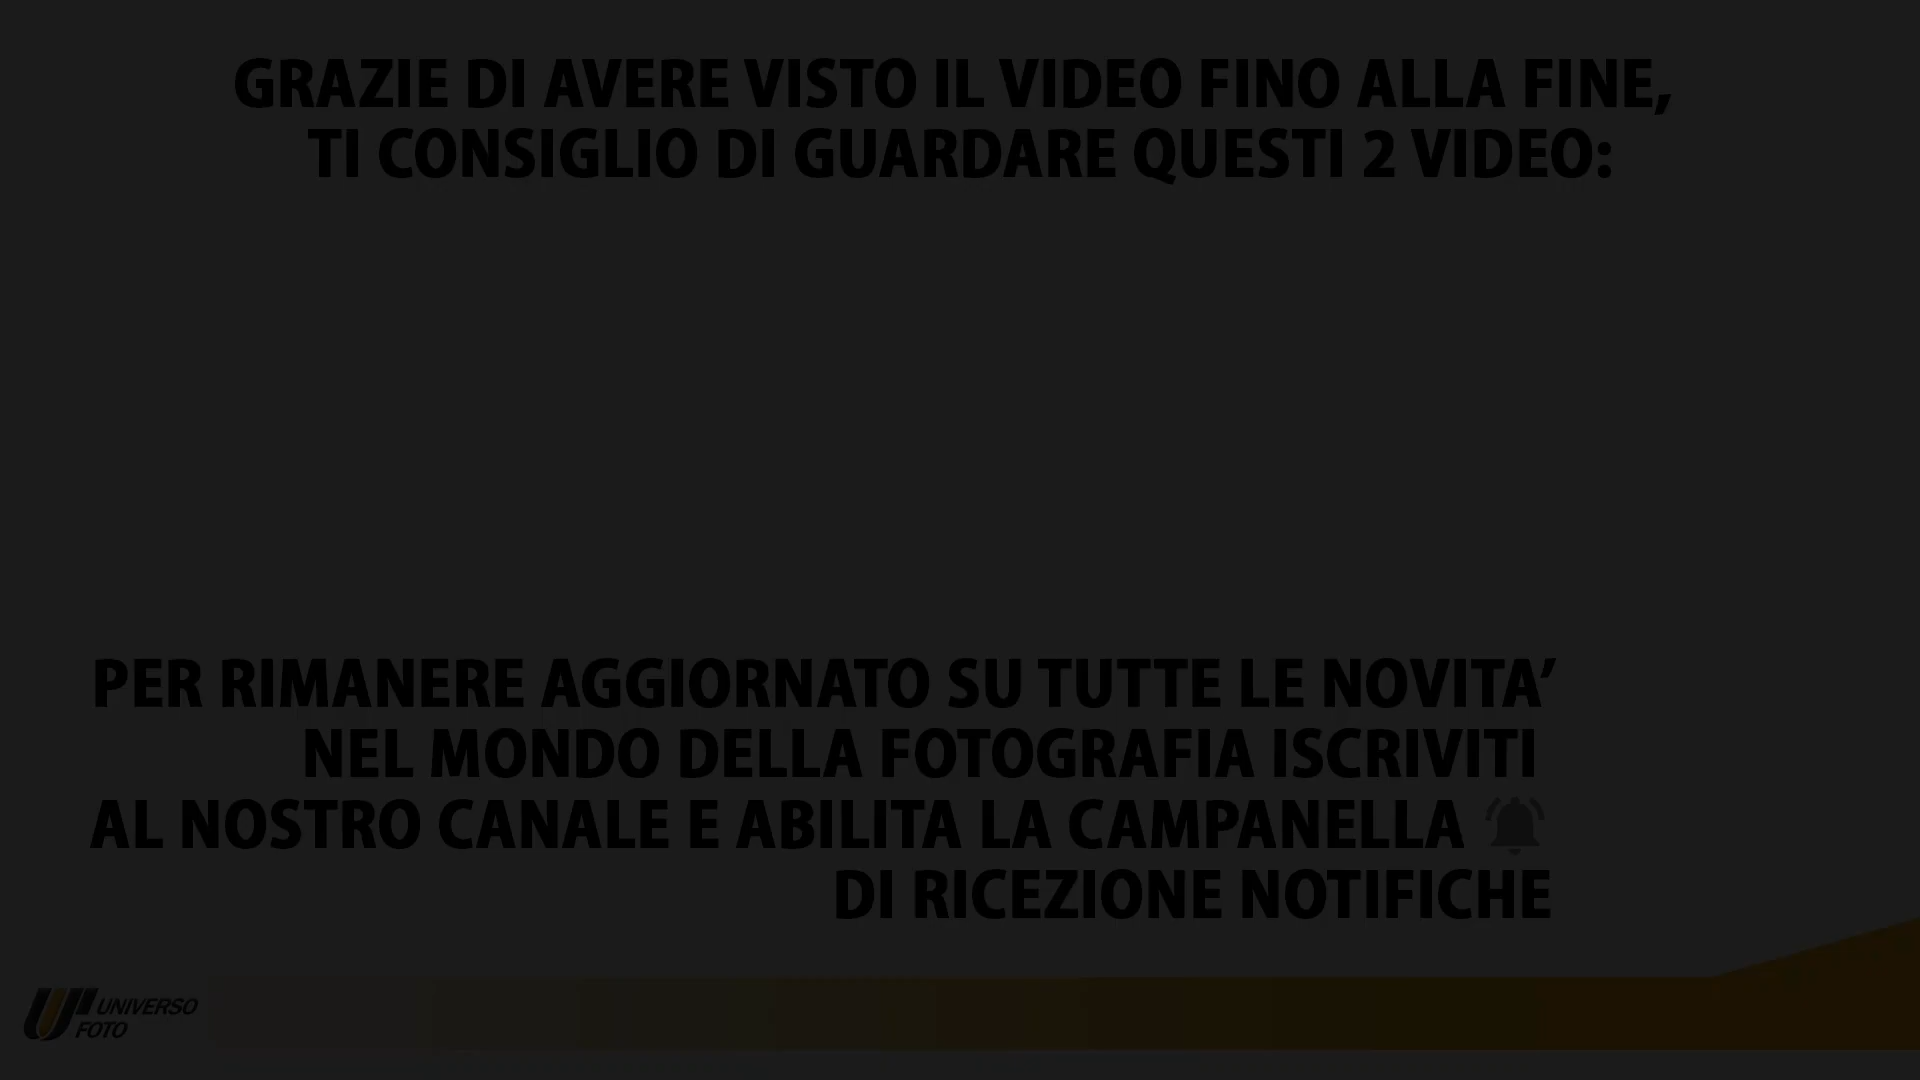 GRAZIE DI AVERE VISTO IL VIDEO FINO ALLA FINE,
TI CONSIGLIO DI GUARDARE QUESTI 2 VIDEO:
PER RIMANERE AGGIORNATO SU TUTTE LE NOVITA'
NEL MONDO DELLA FOTOGRAFIA ISCRIVITI
AL NOSTRO CANALE E ABILITA LA CAMPANELLA
DI RICEZIONE NOTIFICHE
UNIVERSO
FOTO